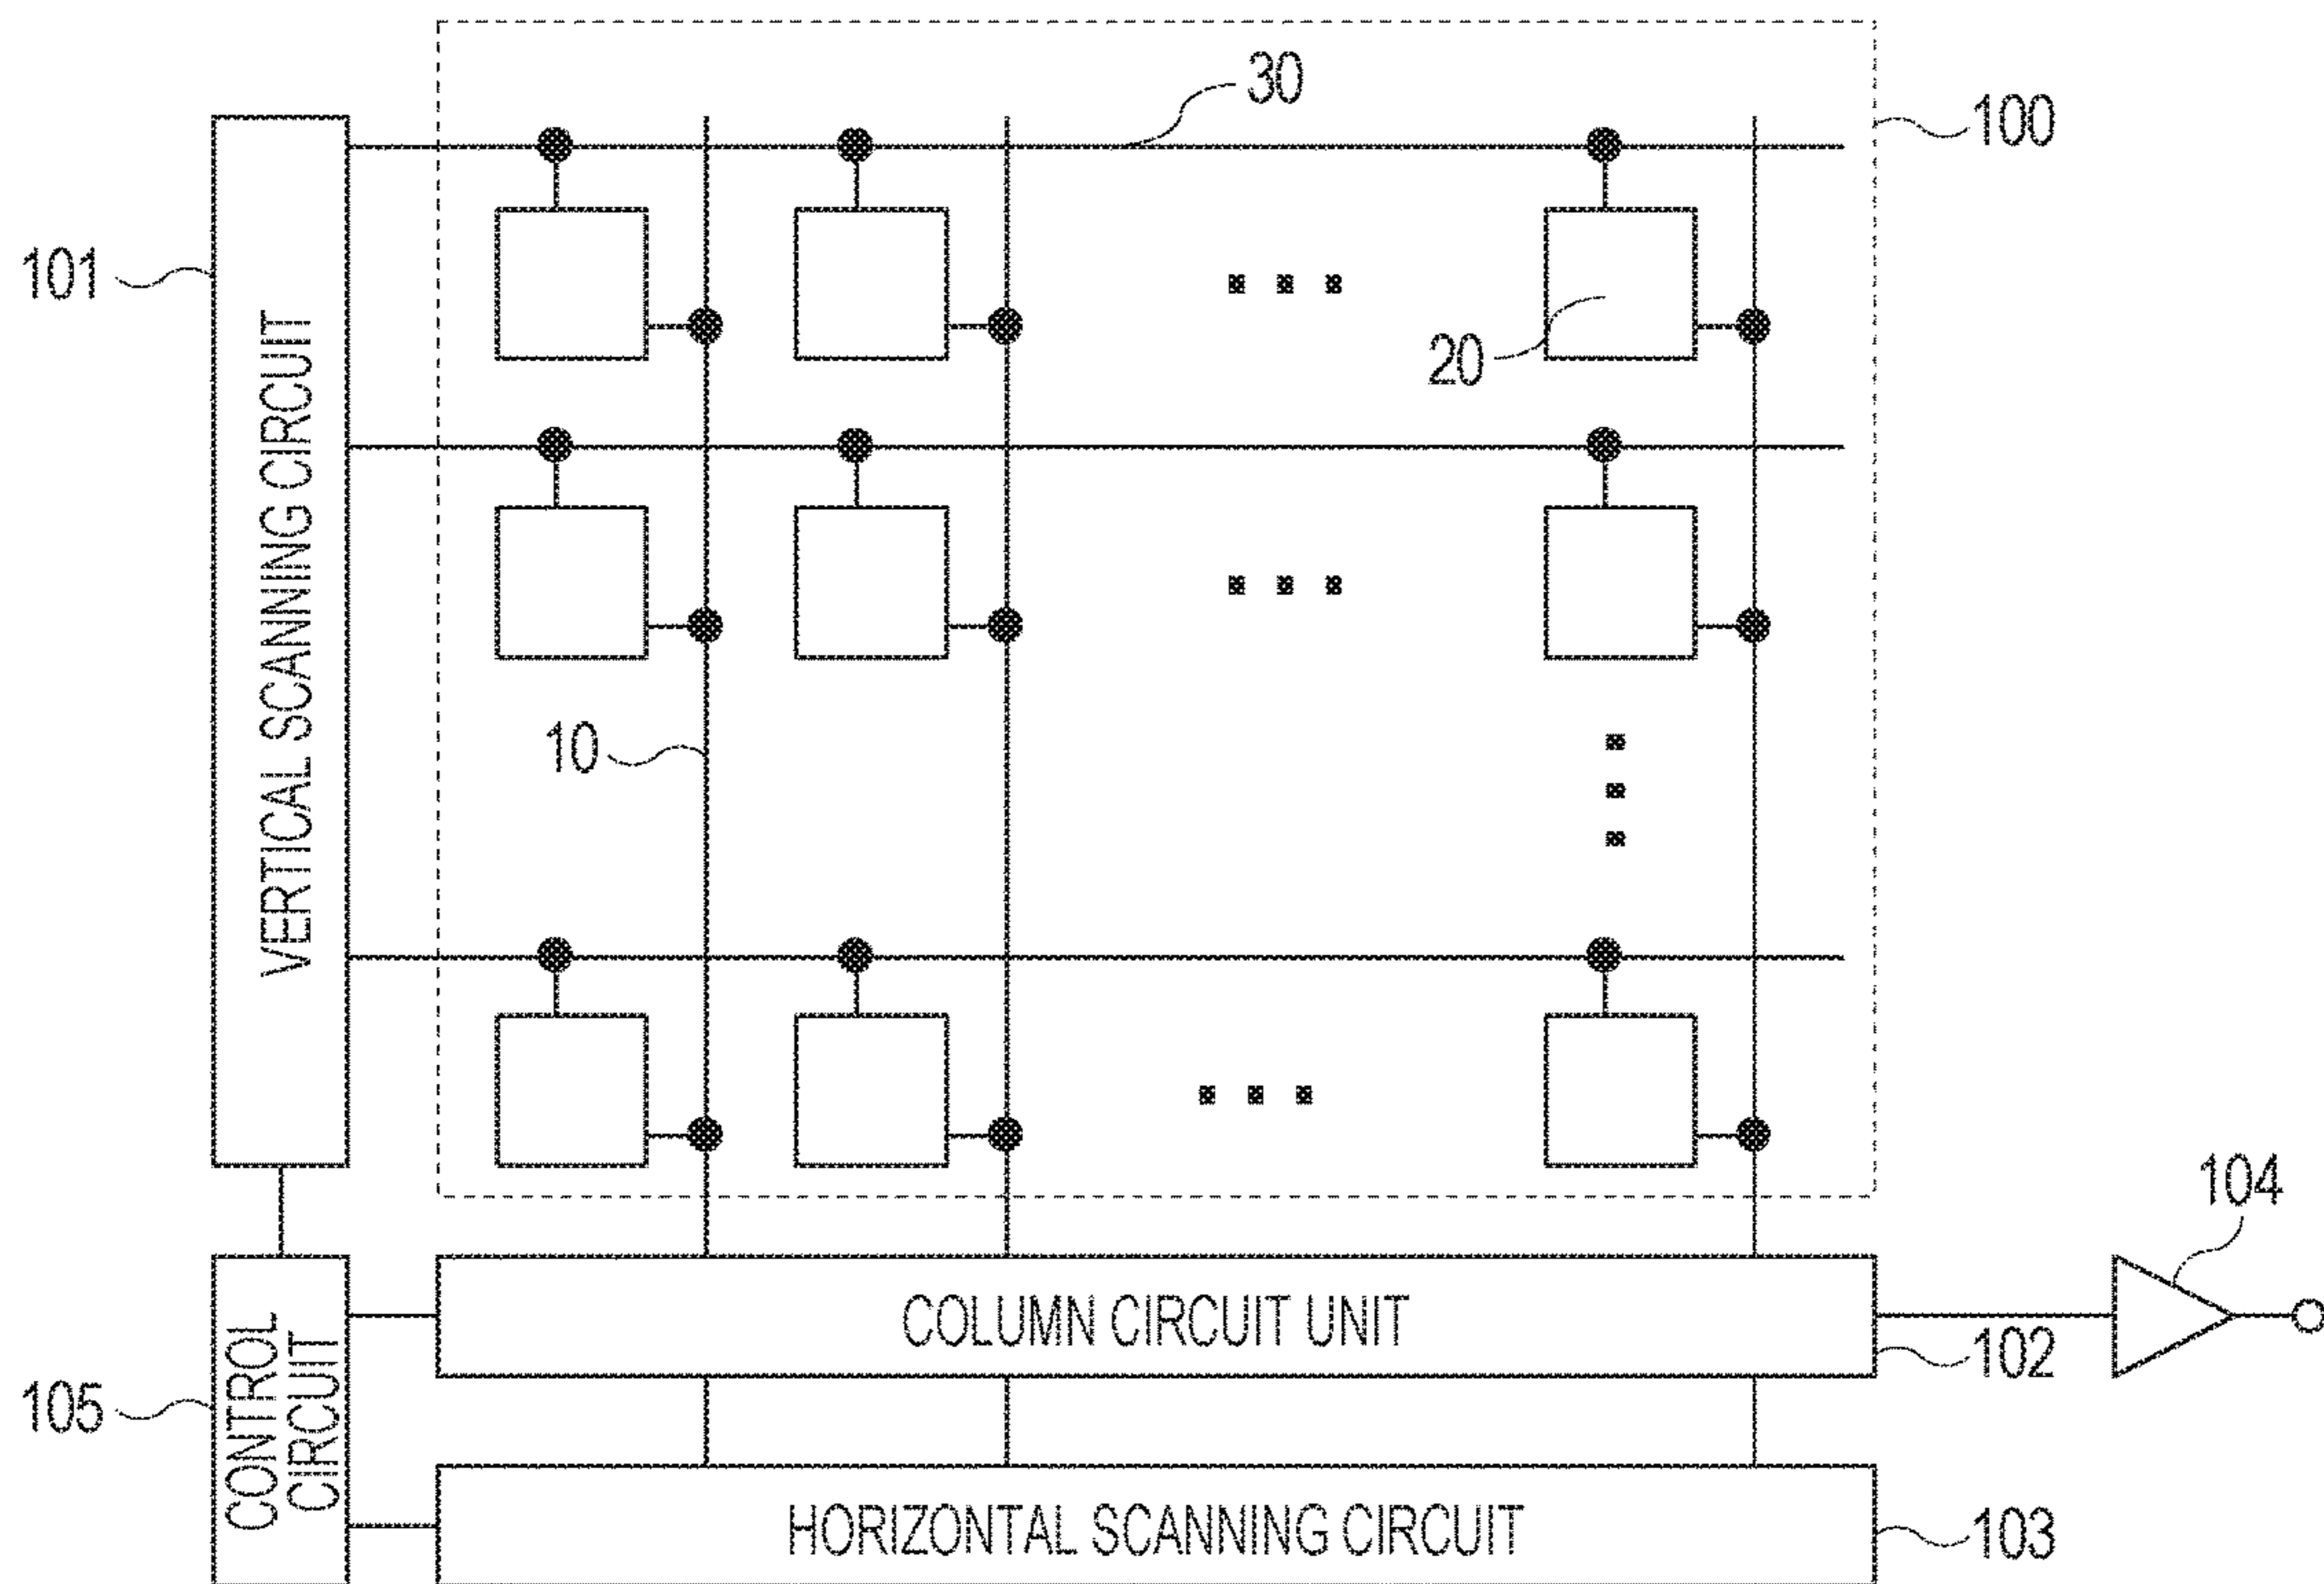 30
100
101
VERTICAL SCANNING CIRCUIT
20
10
104
COLUMN CIRCUIT UNIT
102
105
CONTROL
CIRCUIT
HORIZONTAL SCANNING CIRCUIT
103